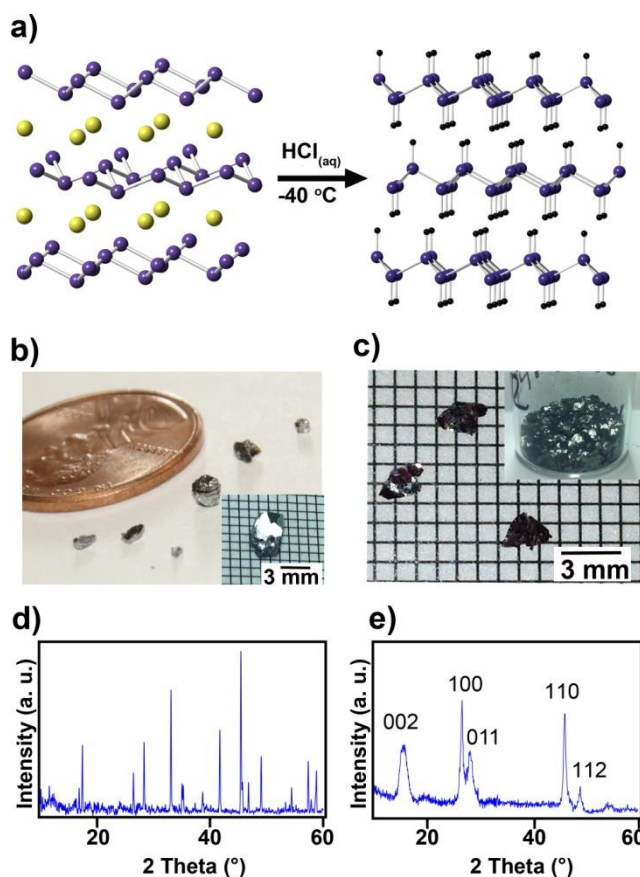 a)
HCl(aq)
-40 °C
b)
3 mm
c)
3 mm
d)
Intensity (a. u.)
20
40
60
2 Theta (°)
e)
Intensity (a. u.)
002
100
011
110
112
20
40
60
2 Theta (°)